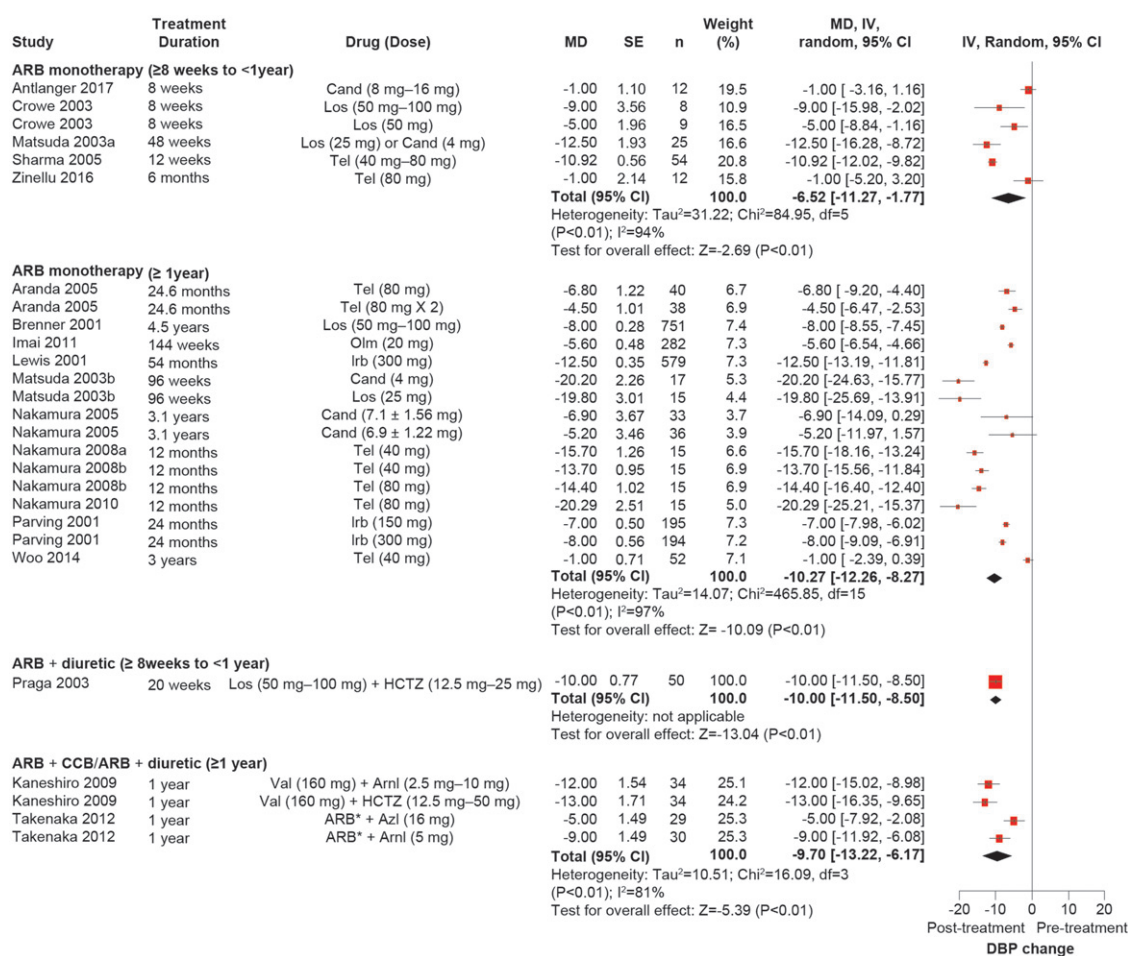 Study Treatment Duration Drug (Dose) MD SE n Weight (%) MD, IV, random, 95% CI IV, Random, 95% CI
ARB monotherapy (≥8 weeks to <1year)
Antlanger 2017 8 weeks Cand (8 mg–16 mg) -1.00 1.10 12 19.5 -1.00 [ -3.16, 1.16]
Crowe 2003 8 weeks Los (50 mg–100 mg) -9.00 3.56 8 10.9 -9.00 [-15.98, -2.02]
Crowe 2003 8 weeks Los (50 mg) -5.00 1.96 9 16.5 -5.00 [ -8.84, -1.16]
Matsuda 2003a 48 weeks Los (25 mg) or Cand (4 mg) -12.50 1.93 25 16.6 -12.50 [-16.28, -8.72]
Sharma 2005 12 weeks Tel (40 mg–80 mg) -10.92 0.56 54 20.8 -10.92 [-12.02, -9.82]
Zinellu 2016 6 months Tel (80 mg) -1.00 2.14 12 15.8 -1.00 [ -5.20, 3.20]
Total (95% CI) 100.0 -6.52 [-11.27, -1.77]
Heterogeneity: Tau²=31.22; Chi²=84.95, df=5
(P<0.01); I²=94%
Test for overall effect: Z=-2.69 (P<0.01)
ARB monotherapy (≥ 1year)
Aranda 2005 24.6 months Tel (80 mg) -6.80 1.22 40 6.7 -6.80 [ -9.20, -4.40]
Aranda 2005 24.6 months Tel (80 mg X 2) -4.50 1.01 38 6.9 -4.50 [ -6.47, -2.53]
Brenner 2001 4.5 years Los (50 mg–100 mg) -8.00 0.28 751 7.4 -8.00 [ -8.55, -7.45]
Imai 2011 144 weeks Olm (20 mg) -5.60 0.48 282 7.3 -5.60 [ -6.54, -4.66]
Lewis 2001 54 months Irb (300 mg) -12.50 0.35 579 7.3 -12.50 [-13.19, -11.81]
Matsuda 2003b 96 weeks Cand (4 mg) -20.20 2.26 17 5.3 -20.20 [-24.63, -15.77]
Matsuda 2003b 96 weeks Los (25 mg) -19.80 3.01 15 4.4 -19.80 [-25.69, -13.91]
Nakamura 2005 3.1 years Cand (7.1 ± 1.56 mg) -6.90 3.67 33 3.7 -6.90 [-14.09, 0.29]
Nakamura 2005 3.1 years Cand (6.9 ± 1.22 mg) -5.20 3.46 36 3.9 -5.20 [-11.97, 1.57]
Nakamura 2008a 12 months Tel (40 mg) -15.70 1.26 15 6.6 -15.70 [-18.16, -13.24]
Nakamura 2008b 12 months Tel (40 mg) -13.70 0.95 15 6.9 -13.70 [-15.56, -11.84]
Nakamura 2008b 12 months Tel (80 mg) -14.40 1.02 15 6.9 -14.40 [-16.40, -12.40]
Nakamura 2010 12 months Tel (80 mg) -20.29 2.51 15 5.0 -20.29 [-25.21, -15.37]
Parving 2001 24 months Irb (150 mg) -7.00 0.50 195 7.3 -7.00 [ -7.98, -6.02]
Parving 2001 24 months Irb (300 mg) -8.00 0.56 194 7.2 -8.00 [ -9.09, -6.91]
Woo 2014 3 years Tel (40 mg) -1.00 0.71 52 7.1 -1.00 [ -2.39, 0.39]
Total (95% CI) 100.0 -10.27 [-12.26, -8.27]
Heterogeneity: Tau²=14.07; Chi²=465.85, df=15
(P<0.01); I²=97%
Test for overall effect: Z= -10.09 (P<0.01)
ARB + diuretic (≥ 8weeks to <1 year)
Praga 2003 20 weeks Los (50 mg–100 mg) + HCTZ (12.5 mg–25 mg) -10.00 0.77 50 100.0 -10.00 [-11.50, -8.50]
Total (95% CI) 100.0 -10.00 [-11.50, -8.50]
Heterogeneity: not applicable
Test for overall effect: Z=-13.04 (P<0.01)
ARB + CCB/ARB + diuretic (≥1 year)
Kaneshiro 2009 1 year Val (160 mg) + Arnl (2.5 mg–10 mg) -12.00 1.54 34 25.1 -12.00 [-15.02, -8.98]
Kaneshiro 2009 1 year Val (160 mg) + HCTZ (12.5 mg–50 mg) -13.00 1.71 34 24.2 -13.00 [-16.35, -9.65]
Takenaka 2012 1 year ARB* + Azl (16 mg) -5.00 1.49 29 25.3 -5.00 [ -7.92, -2.08]
Takenaka 2012 1 year ARB* + Arnl (5 mg) -9.00 1.49 30 25.3 -9.00 [-11.92, -6.08]
Total (95% CI) 100.0 -9.70 [-13.22, -6.17]
Heterogeneity: Tau²=10.51; Chi²=16.09, df=3
(P<0.01); I²=81%
Test for overall effect: Z=-5.39 (P<0.01)
-20 -10 0 10 20
Post-treatment Pre-treatment
DBP change